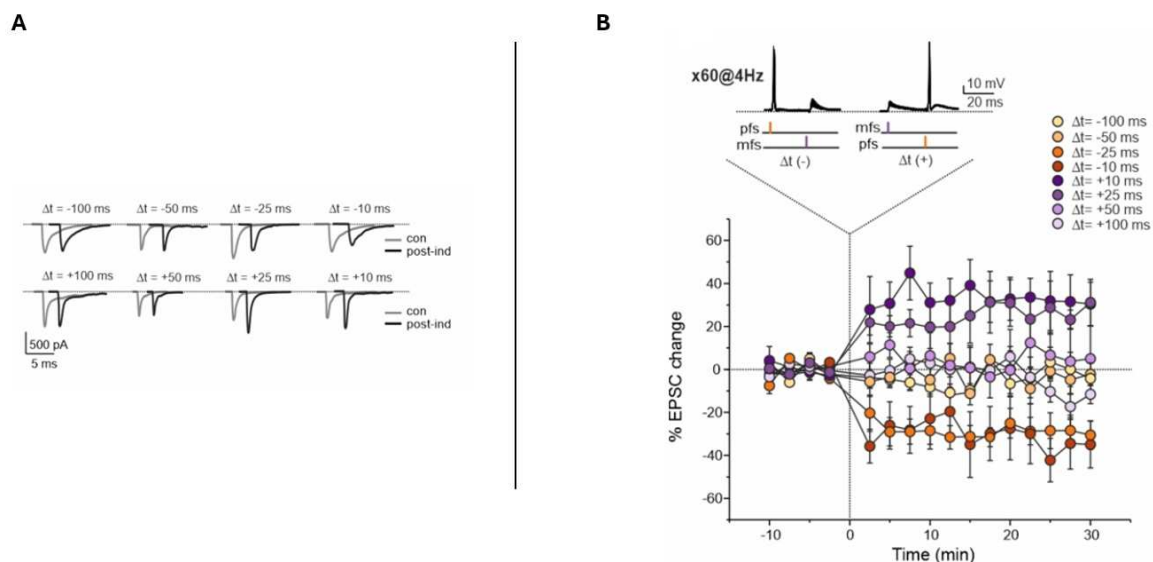 A
Δt = -100 ms Δt = -50 ms Δt = -25 ms Δt = -10 ms
con
post-ind
Δt = +100 ms Δt = +50 ms Δt = +25 ms Δt = +10 ms
con
post-ind
500 pA
5 ms
B
x60@4Hz
10 mV
20 ms
pfs
mfs
Δt (-)
mfs
pfs
Δt (+)
Δt= -100 ms
Δt= -50 ms
Δt= -25 ms
Δt= -10 ms
Δt= +10 ms
Δt= +25 ms
Δt= +50 ms
Δt= +100 ms
% EPSC change
60
40
20
0
-20
-40
-60
-10 0 10 20 30
Time (min)